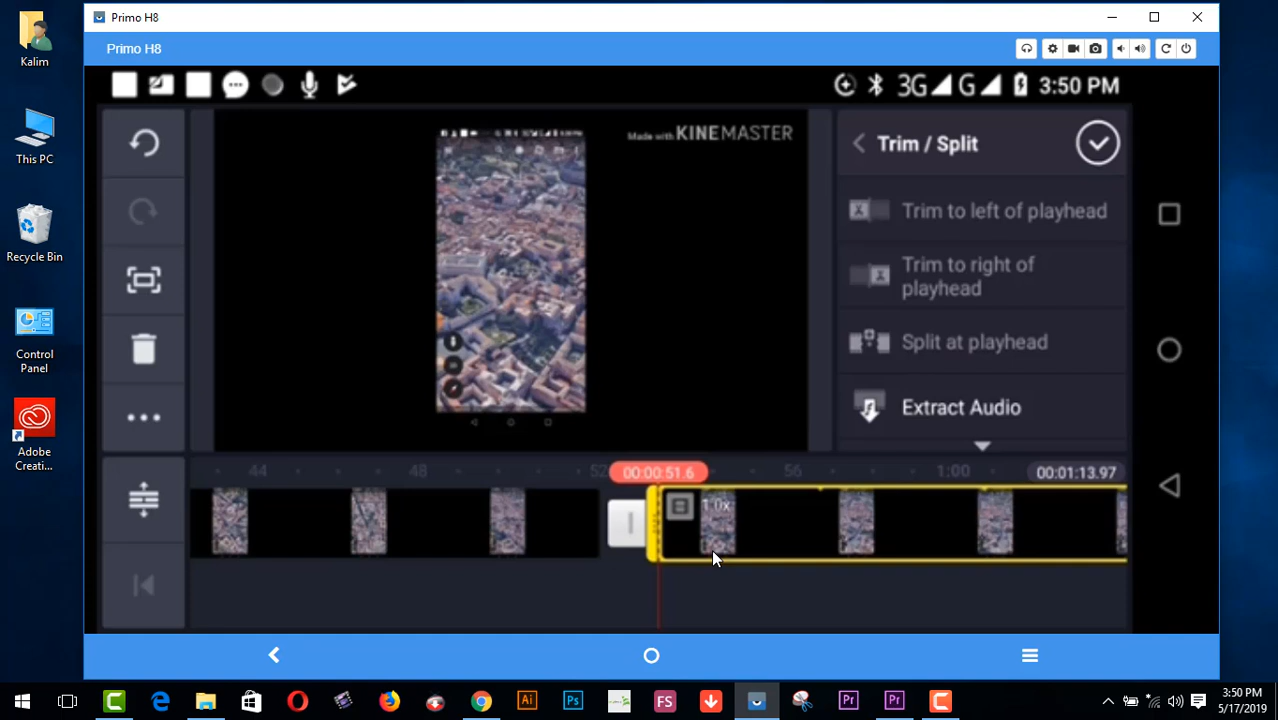 Primo H8
Primo H8
3G
G
3:50 PM
Made with KINEMASTER
Trim / Split
Trim to left of playhead
Trim to right of
playhead
Split at playhead
Extract Audio
44
48
52
00:00:51.6
56
1:00
00:01:13.97
1.0x
Kalim
This PC
Recycle Bin
Control
Panel
Adobe
Creati...
Ai
Ps
FS
Pr
Pr
3:50 PM
5/17/2019